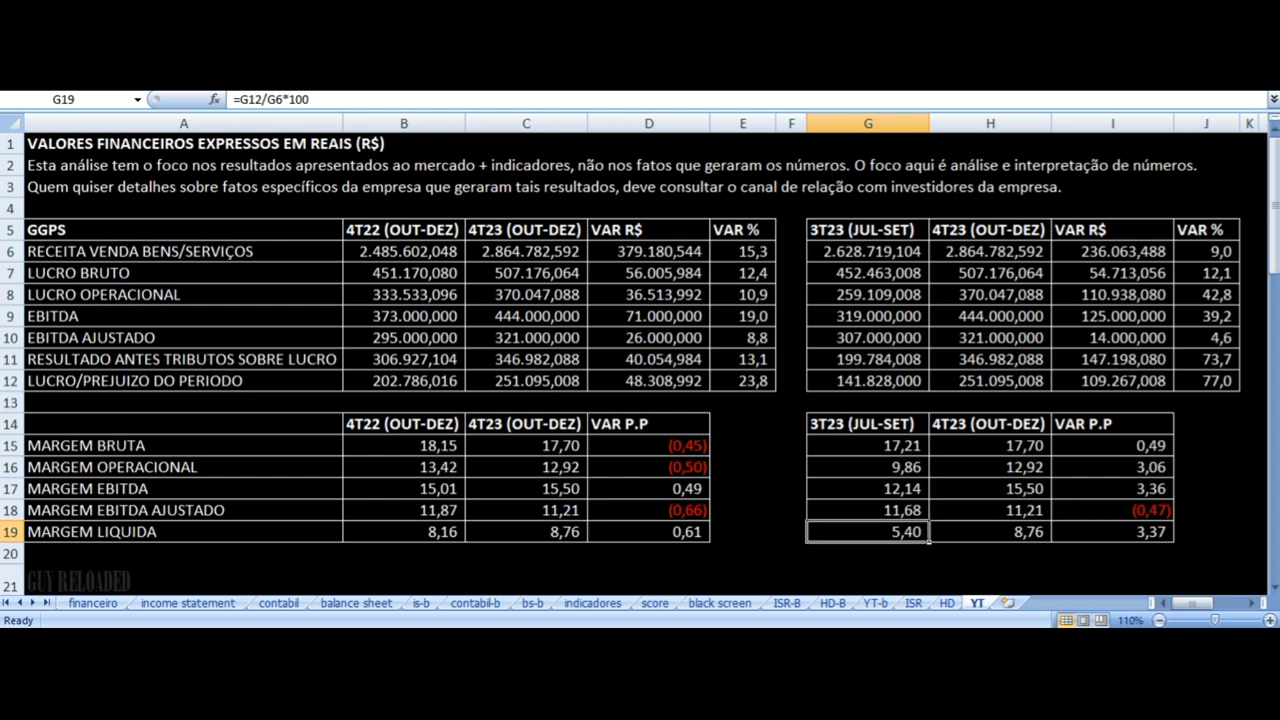 G19 fx =G12/G6*100
A B C D E F G H I J K
1 VALORES FINANCEIROS EXPRESSOS EM REAIS (R$)
2 Esta análise tem o foco nos resultados apresentados ao mercado + indicadores, não nos fatos que geraram os números. O foco aqui é análise e interpretação de números.
3 Quem quiser detalhes sobre fatos específicos da empresa que geraram tais resultados, deve consultar o canal de relação com investidores da empresa.
4
5 GGPS 4T22 (OUT-DEZ) 4T23 (OUT-DEZ) VAR R$ VAR % 3T23 (JUL-SET) 4T23 (OUT-DEZ) VAR R$ VAR %
6 RECEITA VENDA BENS/SERVIÇOS 2.485.602,048 2.864.782,592 379.180,544 15,3 2.628.719,104 2.864.782,592 236.063,488 9,0
7 LUCRO BRUTO 451.170,080 507.176,064 56.005,984 12,4 452.463,008 507.176,064 54.713,056 12,1
8 LUCRO OPERACIONAL 333.533,096 370.047,088 36.513,992 10,9 259.109,008 370.047,088 110.938,080 42,8
9 EBITDA 373.000,000 444.000,000 71.000,000 19,0 319.000,000 444.000,000 125.000,000 39,2
10 EBITDA AJUSTADO 295.000,000 321.000,000 26.000,000 8,8 307.000,000 321.000,000 14.000,000 4,6
11 RESULTADO ANTES TRIBUTOS SOBRE LUCRO 306.927,104 346.982,088 40.054,984 13,1 199.784,008 346.982,088 147.198,080 73,7
12 LUCRO/PREJUIZO DO PERIODO 202.786,016 251.095,008 48.308,992 23,8 141.828,000 251.095,008 109.267,008 77,0
13
14 4T22 (OUT-DEZ) 4T23 (OUT-DEZ) VAR P.P 3T23 (JUL-SET) 4T23 (OUT-DEZ) VAR P.P
15 MARGEM BRUTA 18,15 17,70 (0,45) 17,21 17,70 0,49
16 MARGEM OPERACIONAL 13,42 12,92 (0,50) 9,86 12,92 3,06
17 MARGEM EBITDA 15,01 15,50 0,49 12,14 15,50 3,36
18 MARGEM EBITDA AJUSTADO 11,87 11,21 (0,66) 11,68 11,21 (0,47)
19 MARGEM LIQUIDA 8,16 8,76 0,61 5,40 8,76 3,37
20
21 GUY RELOADED
financeiro income statement contabil balance sheet is-b contabil-b bs-b indicadores score black screen ISR-B HD-B YT-b ISR HD YT
Ready 110%